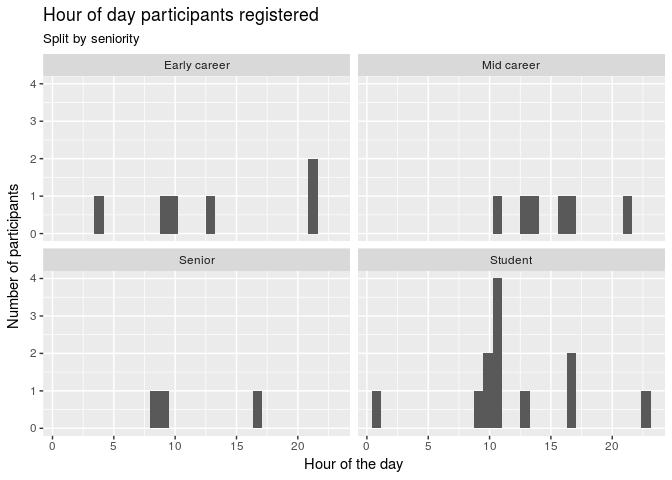 Hour of day participants registered
Split by seniority
Early career
Mid career
4
3
2
1
0
Senior
Student
4
3
2
1
0
0 5 10 15 20
0 5 10 15 20
Number of participants
Hour of the day